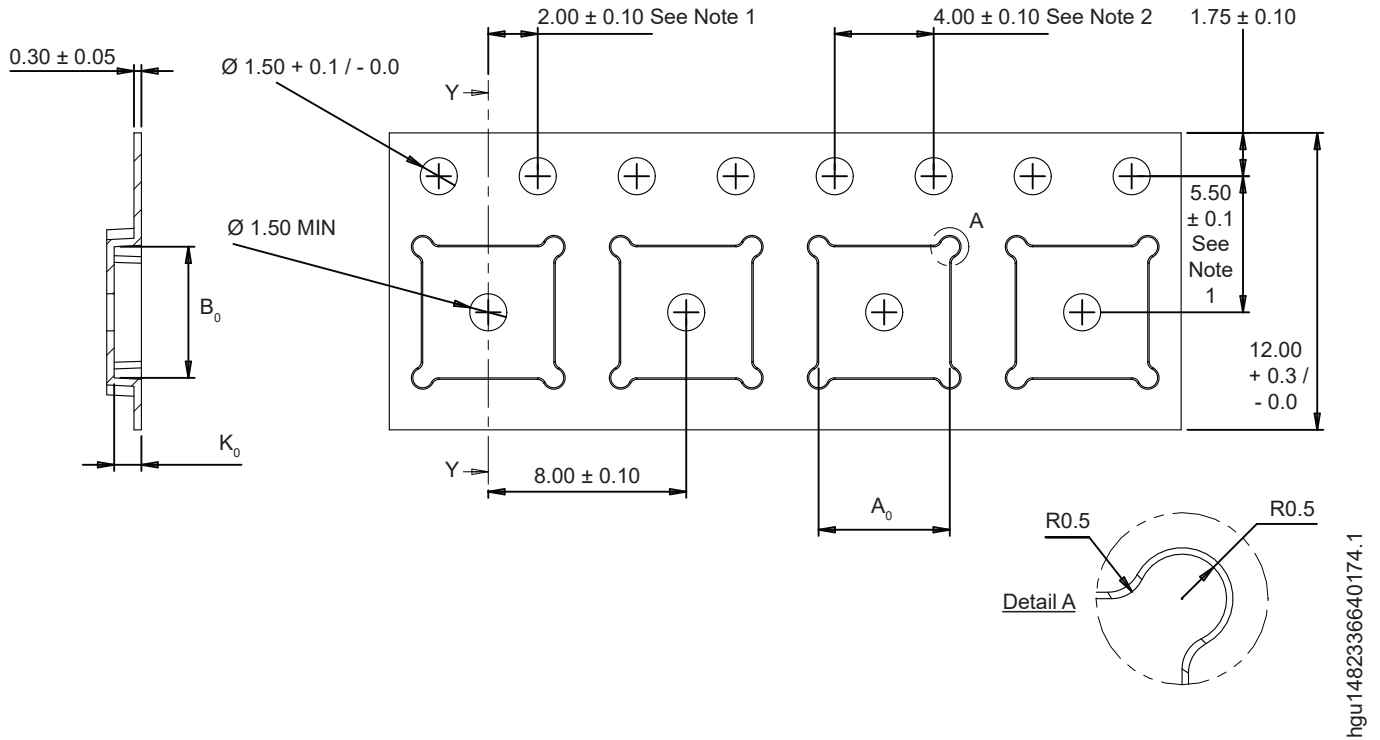 2.00 ± 0.10 See Note 1
4.00 ± 0.10 See Note 2
1.75 ± 0.10
0.30 ± 0.05
Ø 1.50 + 0.1 / - 0.0
Y
Ø 1.50 MIN
A
5.50
± 0.1
See
Note
1
B₀
12.00
+ 0.3 /
- 0.0
K₀
Y
8.00 ± 0.10
A₀
R0.5
R0.5
Detail A
hgu1482336640174.1